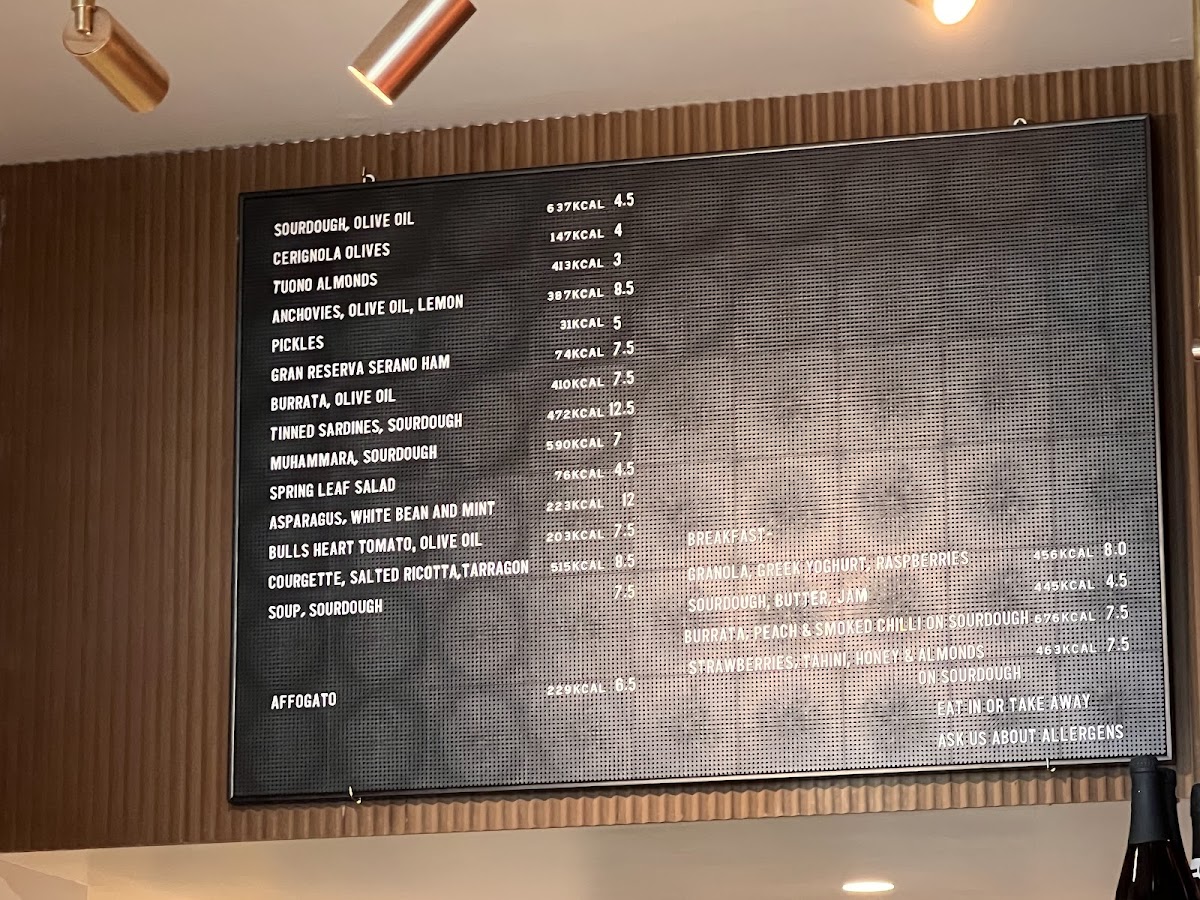 SOURDOUGH, OLIVE OIL 637KCAL 4.5
CERIGNOLA OLIVES 147KCAL 4
TUONO ALMONDS 413KCAL 3
ANCHOVIES, OLIVE OIL, LEMON 387KCAL 8.5
PICKLES 31KCAL 5
GRAN RESERVA SERANO HAM 74KCAL 7.5
BURRATA, OLIVE OIL 410KCAL 7.5
TINNED SARDINES, SOURDOUGH 472KCAL 12.5
MUHAMMARA, SOURDOUGH 590KCAL 7
SPRING LEAF SALAD 76KCAL 4.5
ASPARAGUS, WHITE BEAN AND MINT 223KCAL 12
BULLS HEART TOMATO, OLIVE OIL 203KCAL 7.5
COURGETTE, SALTED RICOTTA,TARRAGON 515KCAL 8.5
SOUP, SOURDOUGH 7.5
AFFOGATO 229KCAL 6.5
BREAKFAST-
GRANOLA, GREEK YOGHURT, RASPBERRIES 456KCAL 8.0
SOURDOUGH, BUTTER, JAM 445KCAL 4.5
BURRATA, PEACH & SMOKED CHILLI ON SOURDOUGH 676KCAL 7.5
STRAWBERRIES, TAHINI, HONEY & ALMONDS 463KCAL 7.5
ON SOURDOUGH
EAT IN OR TAKE AWAY
ASK US ABOUT ALLERGENS